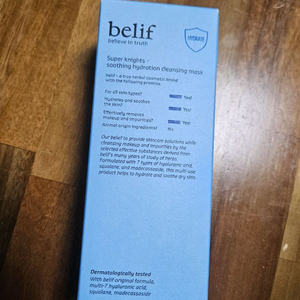 belif
believe in truth
HYDRATE
Super knights -
soothing hydration cleansing mask
belif - a true herbal cosmetic brand
with the following promise.
For all skin types?
Yes!
Hydrates and soothes
the skin?
Yes!
Effectively removes
makeup and impurities?
Yes!
Animal origin ingredients?
No
Our belief to provide skincare solutions while
cleansing makeup and impurities by the
selected effective substances derived from
belif's many years of study of herbs.
Formulated with 7 types of hyaluronic acid,
squalane, and madecassoside, this multi-use
product helps to hydrate and soothe dry skin.
Dermatologically tested
With belif original formula,
multi-7 hyaluronic acid,
squalane, madecassoside